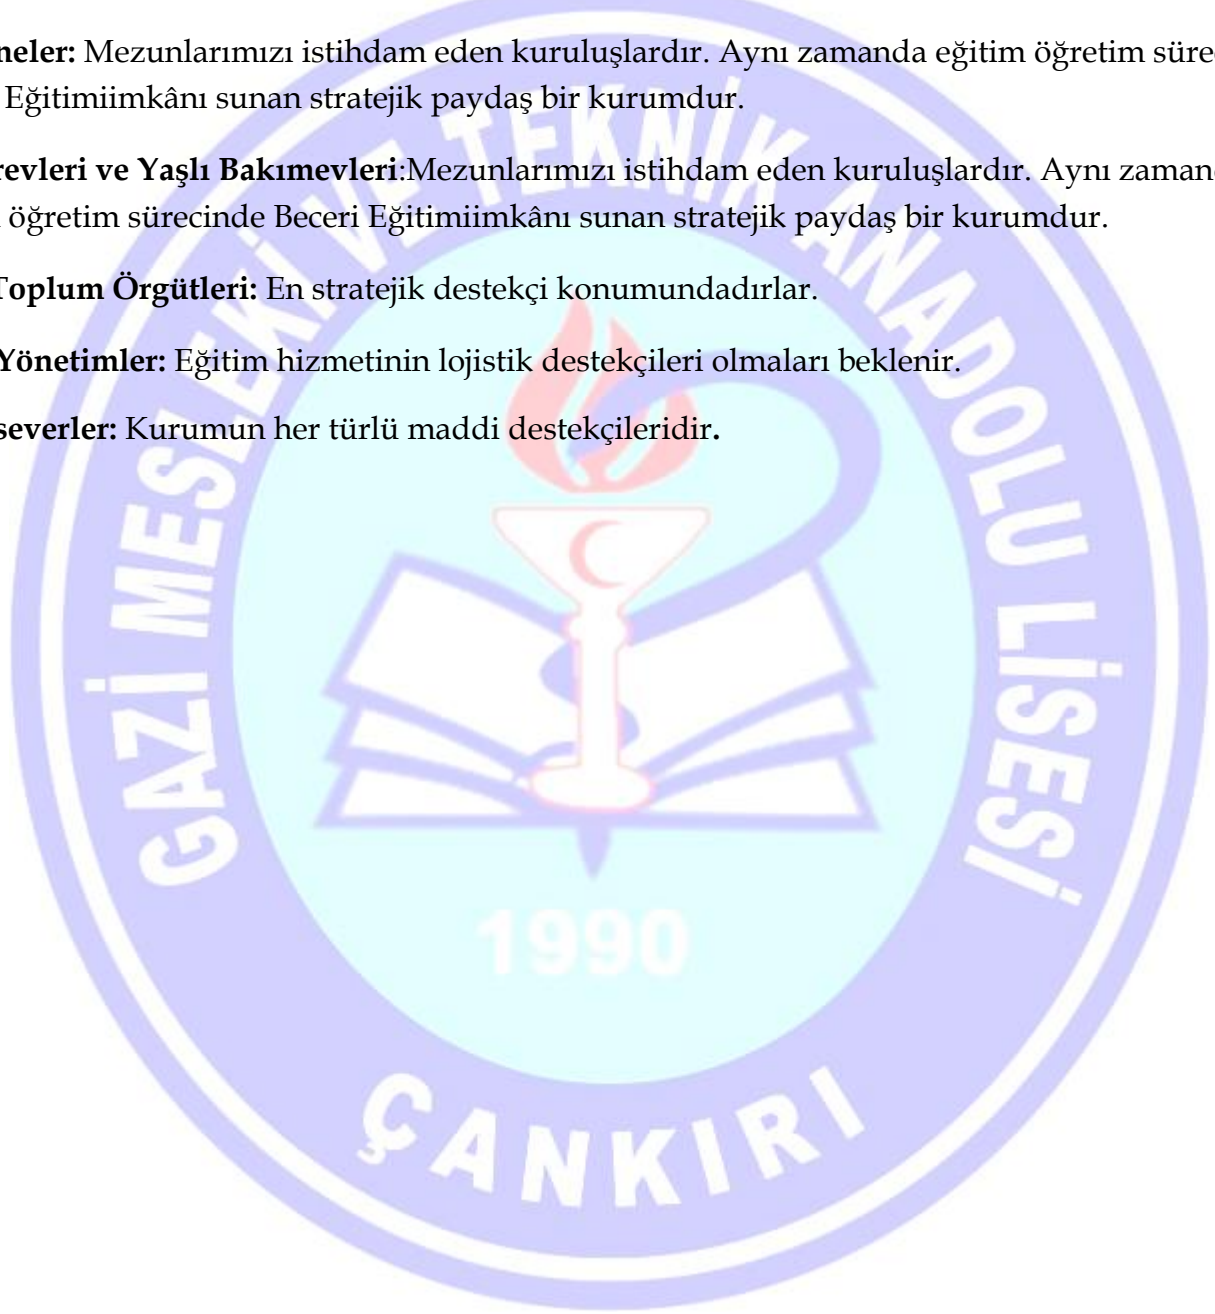 neler: Mezunlarımızı istihdam eden kuruluşlardır. Aynı zamanda eğitim öğretim süre
Eğitimiimkânı sunan stratejik paydaş bir kurumdur.
revleri ve Yaşlı Bakımevleri:Mezunlarımızı istihdam eden kuruluşlardır. Aynı zaman
öğretim sürecinde Beceri Eğitimiimkânı sunan stratejik paydaş bir kurumdur.
Toplum Örgütleri: En stratejik destekçi konumundadırlar.
Yönetimler: Eğitim hizmetinin lojistik destekçileri olmaları beklenir.
severler: Kurumun her türlü maddi destekçileridir.
GAZİ MESLEKİ VE TEKNİK ANADOLU LİSESİ
1990
ÇANKIRI